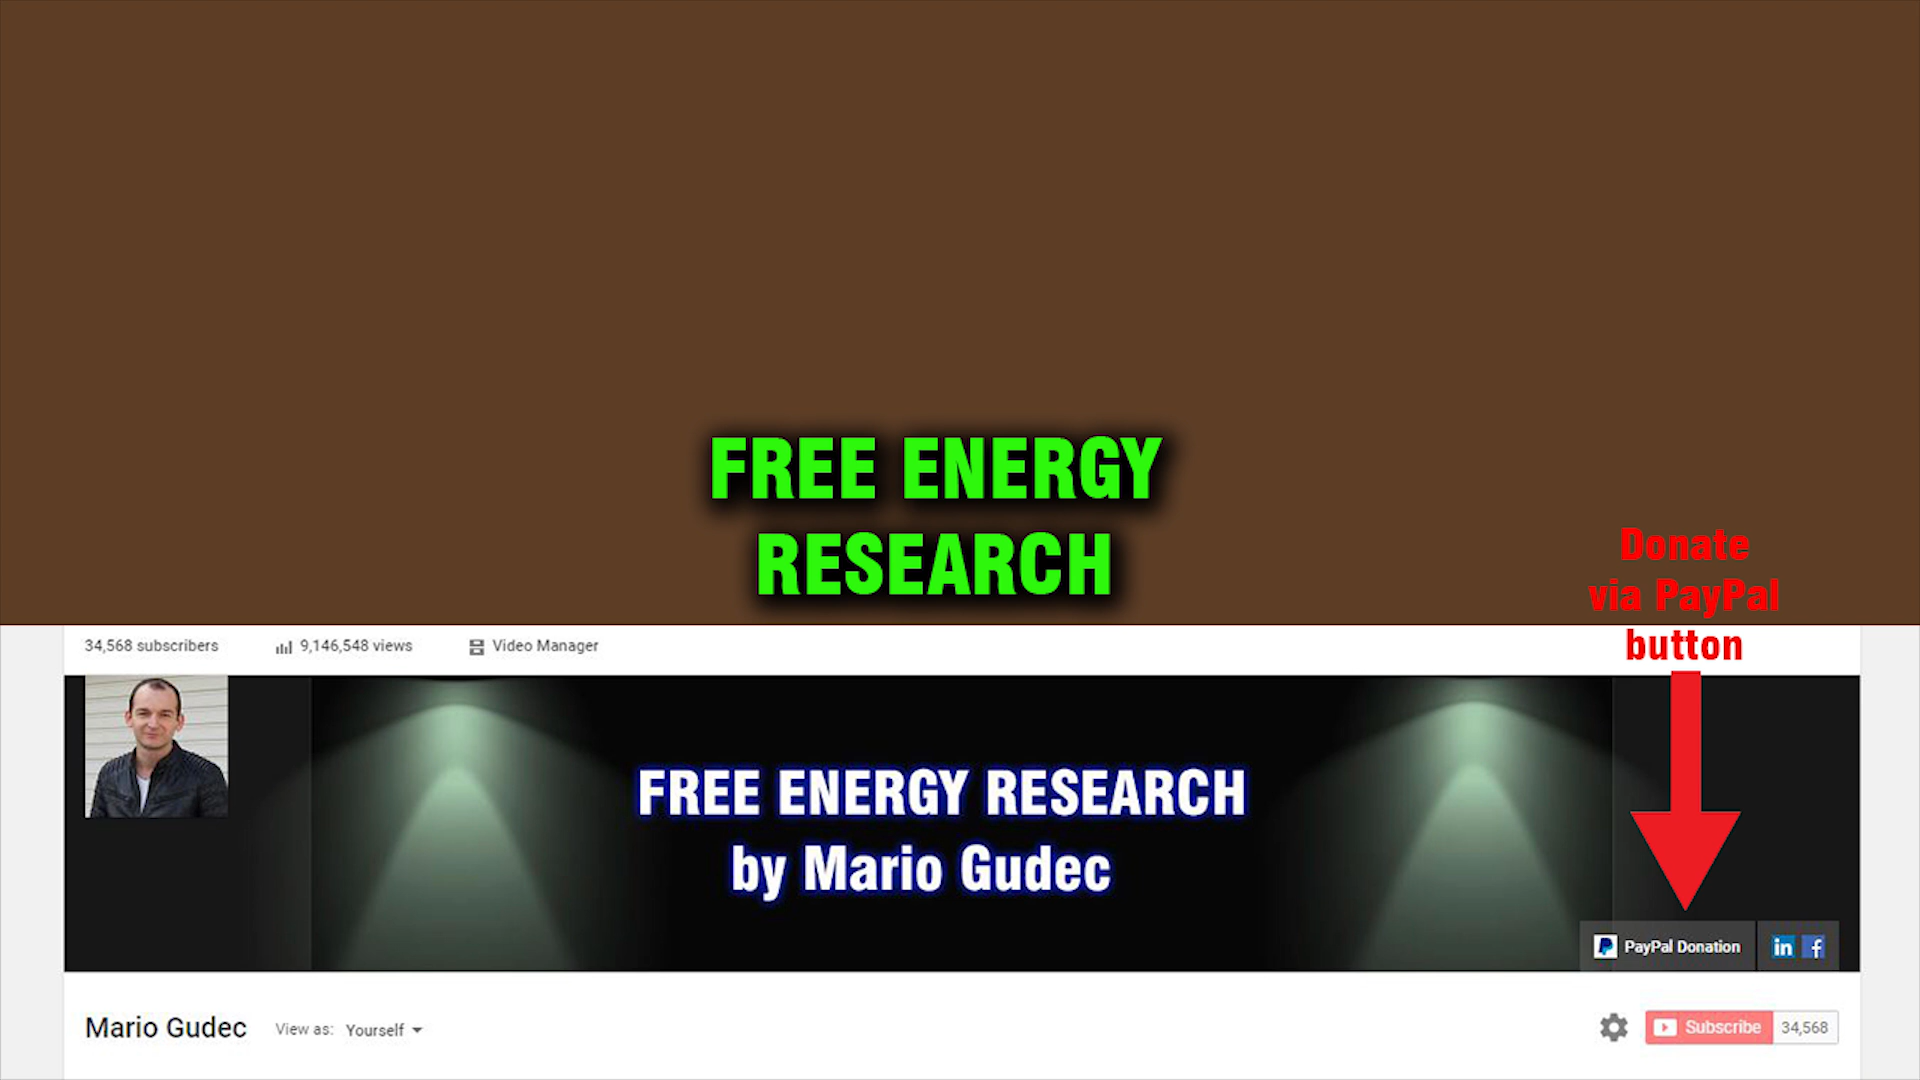 FREE ENERGY
RESEARCH
Donate
via PayPal
button
34,568 subscribers 9,146,548 views Video Manager
FREE ENERGY RESEARCH
by Mario Gudec
PayPal Donation in f
Mario Gudec View as: Yourself Subscribe 34,568